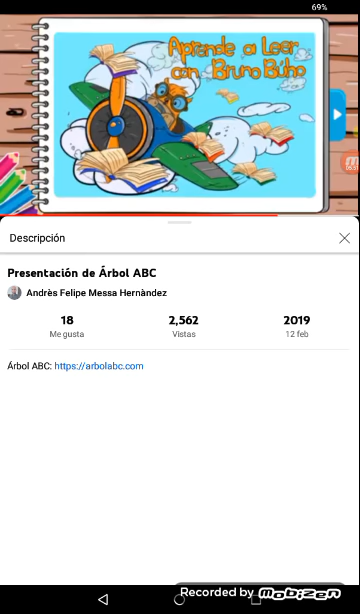 69%
Aprende a Leer
con Bruno Búho
Descripción
Presentación de Árbol ABC
Andrès Felipe Messa Hernàndez
18 2,562 2019
Me gusta Vistas 12 feb
Árbol ABC: https://arbolabc.com
Recorded by mobizen